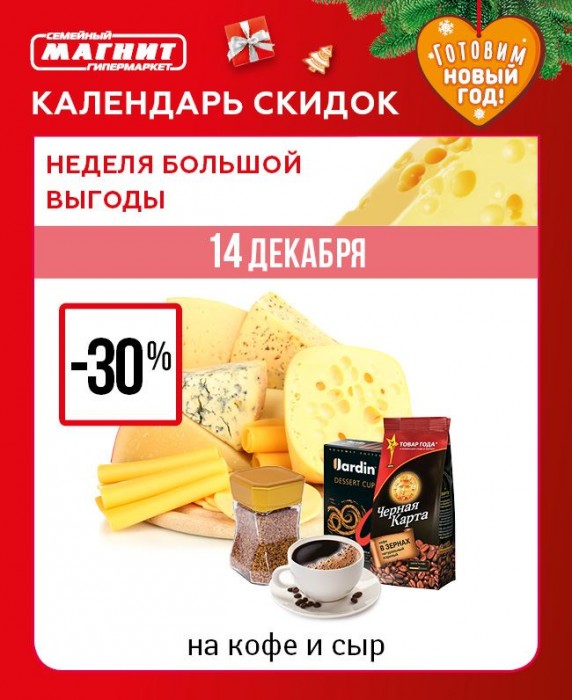 СЕМЕЙНЫЙ
МАГНИТ
ГИПЕРМАРКЕТ
ГОТОВИМ
НОВЫЙ
ГОД!
КАЛЕНДАРЬ СКИДОК
НЕДЕЛЯ БОЛЬШОЙ
ВЫГОДЫ
14 ДЕКАБРЯ
-30%
ТОВАР ГОДА
Jardin
DESSERT CUP
Черная
Карта
В ЗЕРНАХ
на кофе и сыр